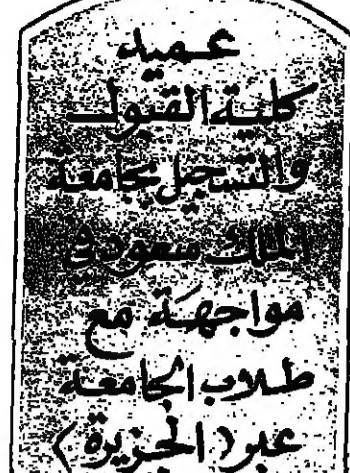 عميد
كلية القبول
والتسجيل بجامعة
الملك سعود في
مواجهة مع
طلاب الجامعة
عبر (الجزيرة)